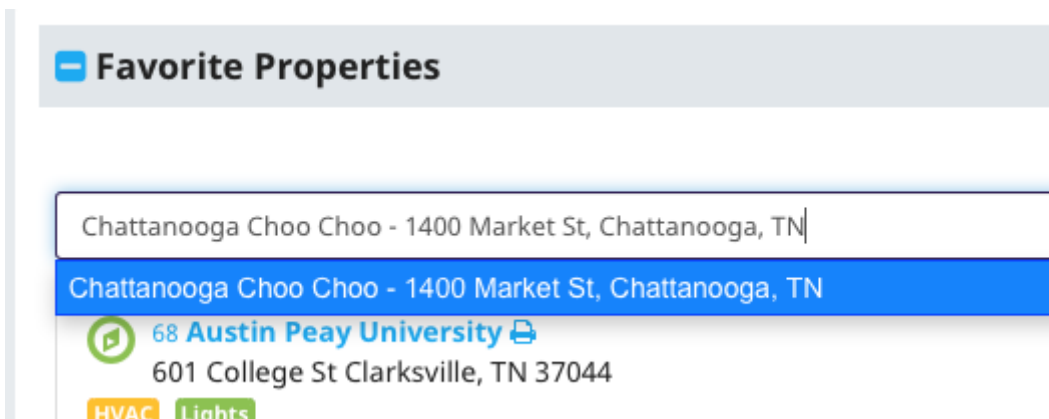 Favorite Properties
Chattanooga Choo Choo - 1400 Market St, Chattanooga, TN
Chattanooga Choo Choo - 1400 Market St, Chattanooga, TN
68 Austin Peay University
601 College St Clarksville, TN 37044
HVAC Lights